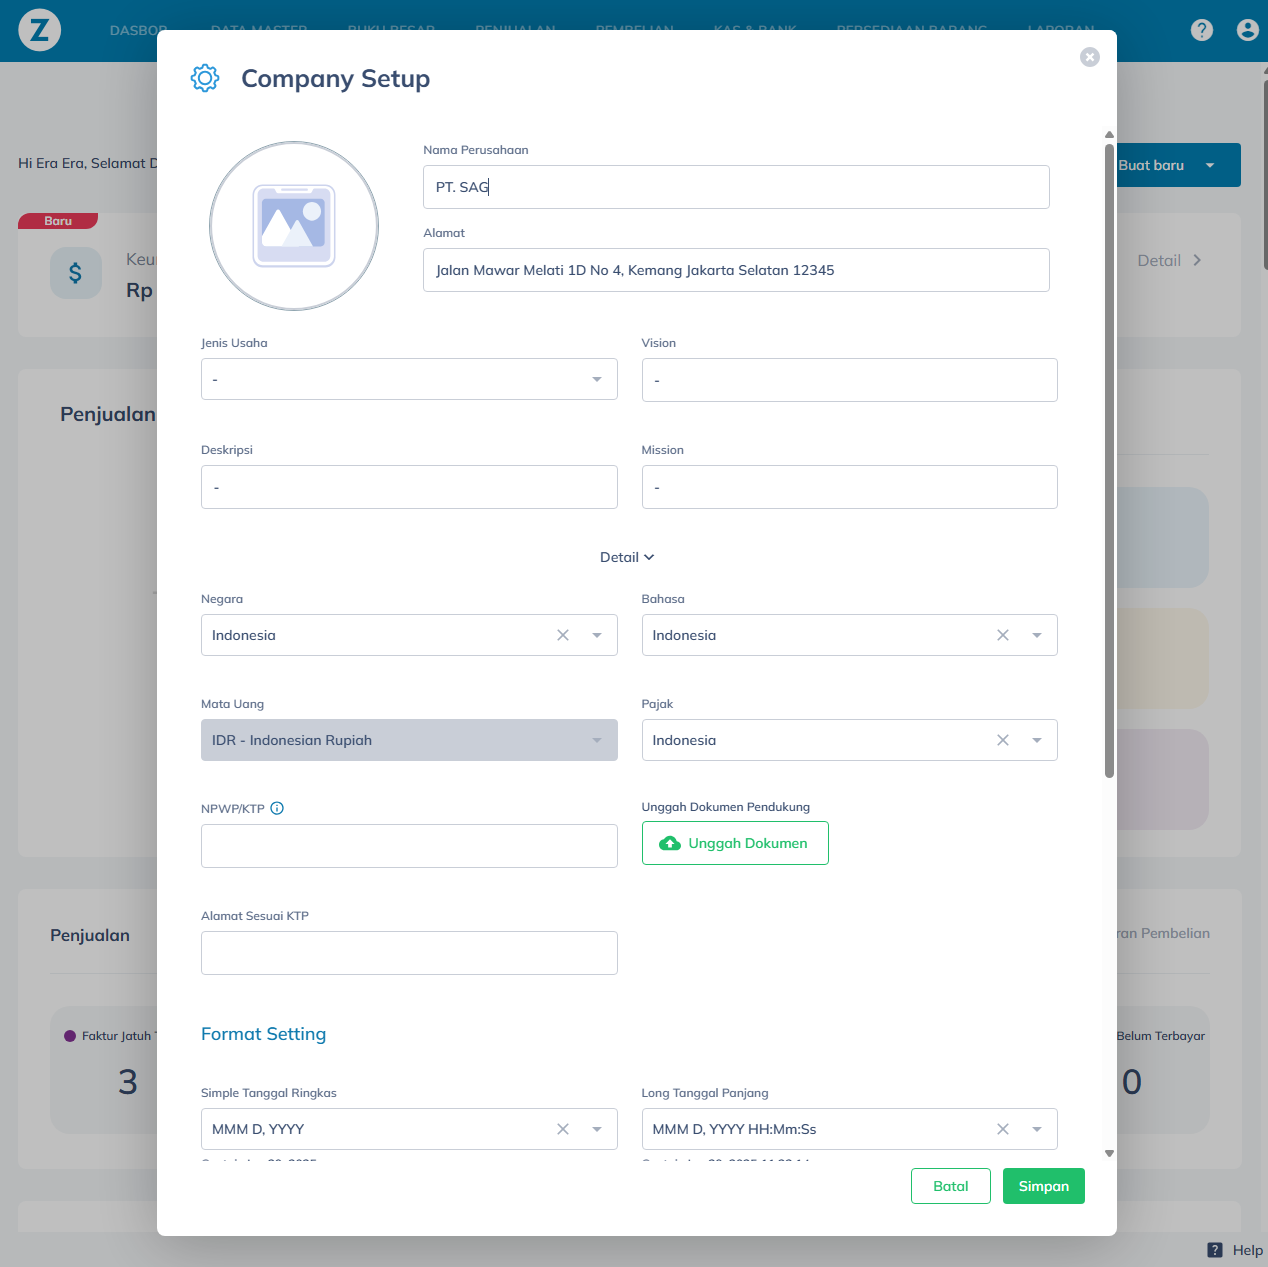 Z
DASBOR DATA MASTER BUKU BESAR PENJUALAN PEMBELIAN KAS & BANK PERSEDIAAN BARANG LAPORAN
?
Company Setup
Hi Era Era, Selamat D
Buat baru
Baru
$
Keu
Rp
Detail
Nama Perusahaan
PT. SAG
Alamat
Jalan Mawar Melati 1D No 4, Kemang Jakarta Selatan 12345
Jenis Usaha
-
Vision
-
Penjualan
Deskripsi
-
Mission
-
Detail
Negara
Indonesia
Bahasa
Indonesia
Mata Uang
IDR - Indonesian Rupiah
Pajak
Indonesia
NPWP/KTP
Unggah Dokumen Pendukung
Unggah Dokumen
Alamat Sesuai KTP
Penjualan
ran Pembelian
Format Setting
Faktur Jatuh
3
Belum Terbayar
0
Simple Tanggal Ringkas
MMM D, YYYY
Long Tanggal Panjang
MMM D, YYYY HH:Mm:Ss
Batal
Simpan
? Help